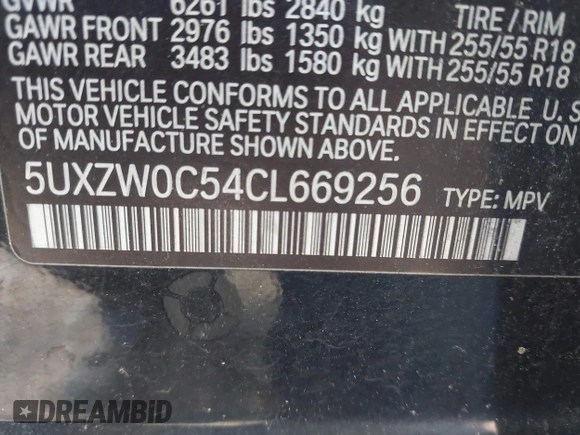 GVWR 6261 lbs 2840 kg TIRE / RIM
GAWR FRONT 2976 lbs 1350 kg WITH 255/55 R18
GAWR REAR 3483 lbs 1580 kg WITH 255/55 R18
THIS VEHICLE CONFORMS TO ALL APPLICABLE U. S
MOTOR VEHICLE SAFETY STANDARDS IN EFFECT ON
OF MANUFACTURE SHOWN ABOVE.
5UXZW0C54CL669256 TYPE: MPV
DREAMBID